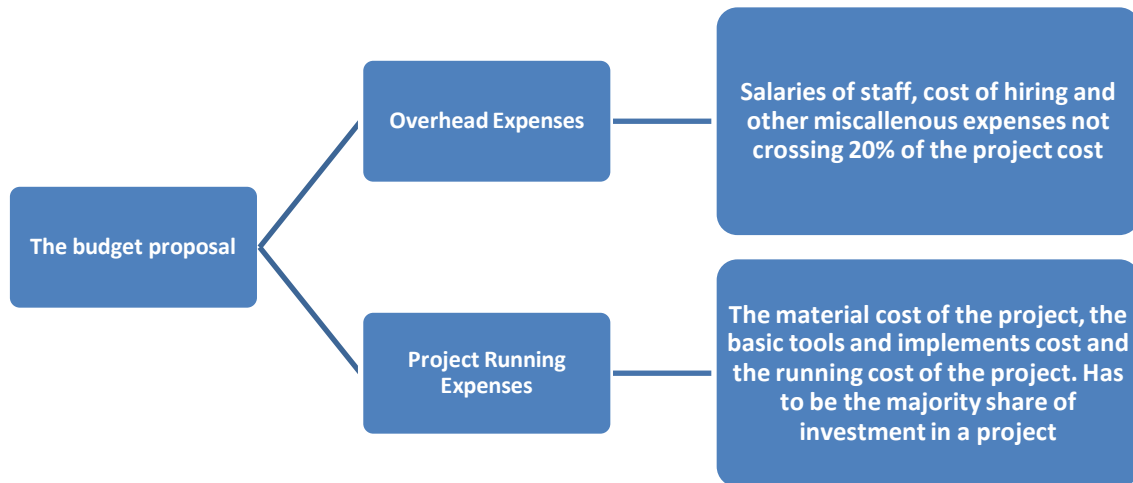 The budget proposal
Overhead Expenses
Salaries of staff, cost of hiring and
other miscallenous expenses not
crossing 20% of the project cost
Project Running
Expenses
The material cost of the project, the
basic tools and implements cost and
the running cost of the project. Has
to be the majority share of
investment in a project